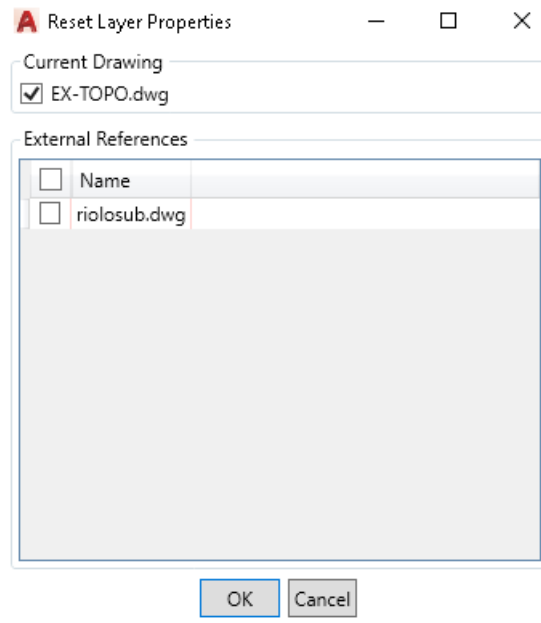 Reset Layer Properties
Current Drawing
EX-TOPO.dwg
External References
Name
riolosub.dwg
OK Cancel